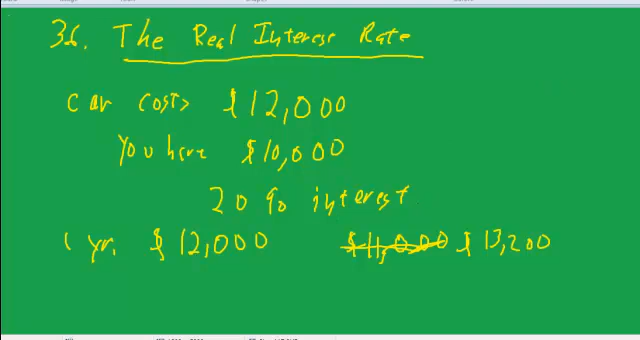 36. The Real Interest Rate
car costs $12,000
You have $10,000
20% interest
1 yr. $12,000 $11,000 $13,200